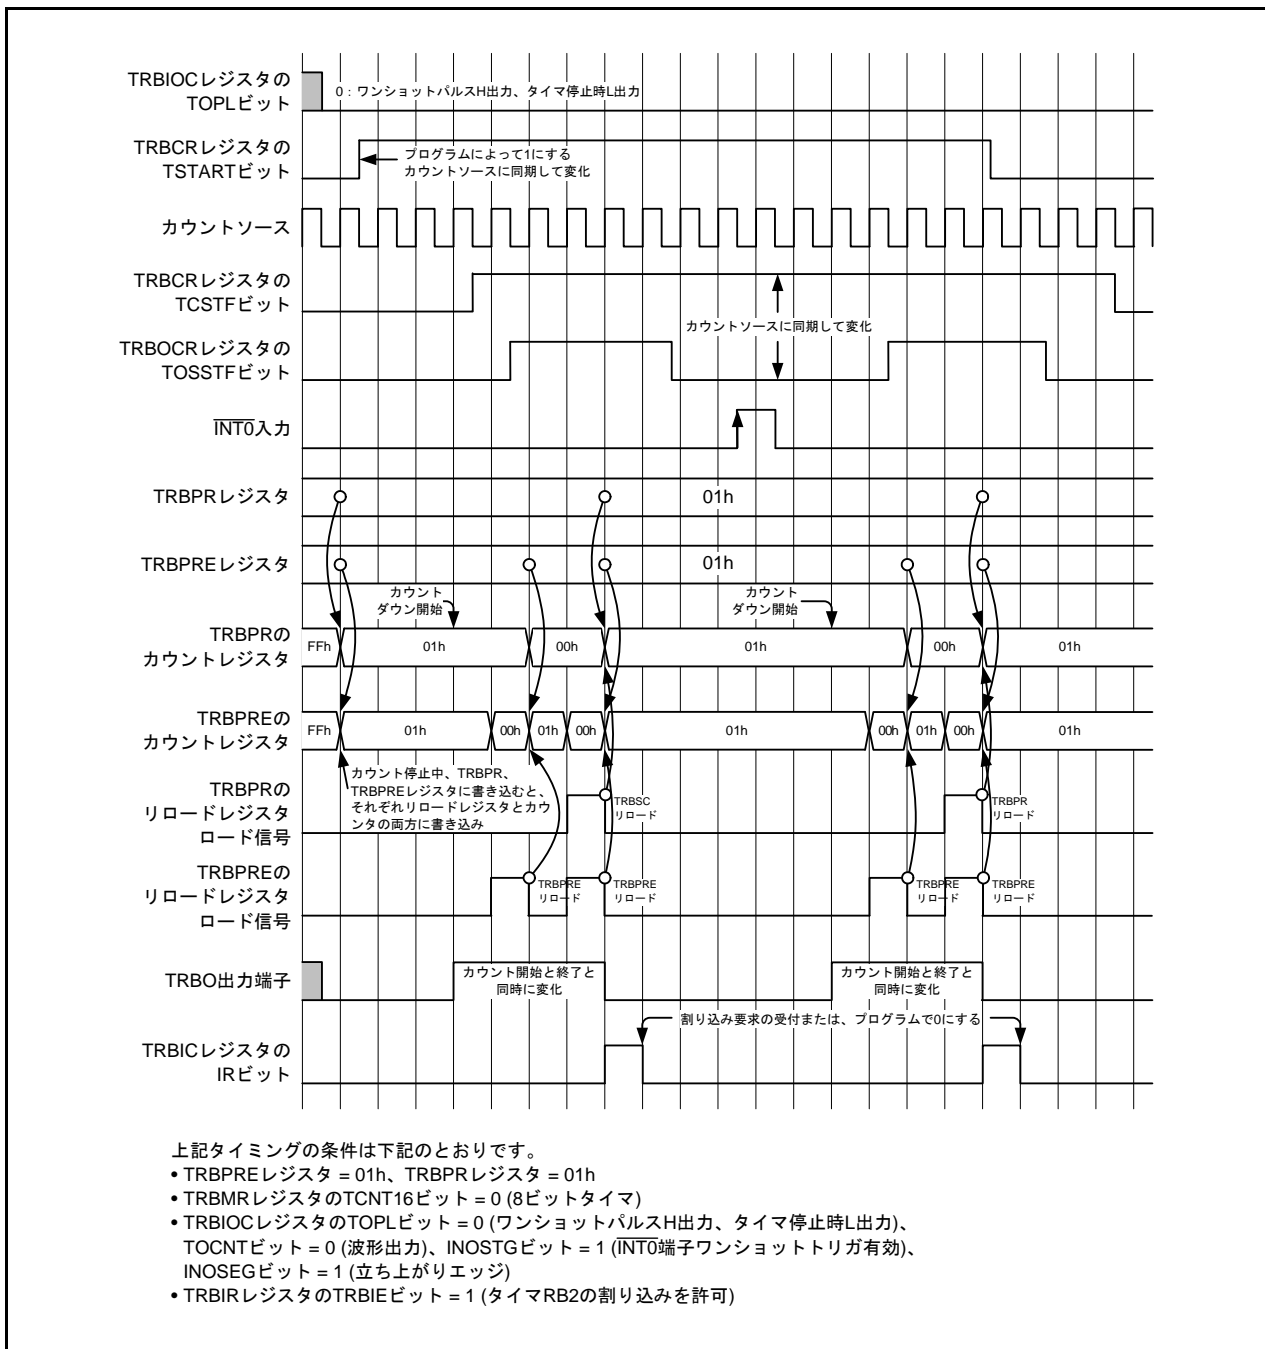 TRBIOCレジスタの
TOPLビット
0：ワンショットパルスH出力、タイマ停止時L出力
TRBCRレジスタの
TSTARTビット
プログラムによって1にする
カウントソースに同期して変化
カウントソース
TRBCRレジスタの
TCSTFビット
カウントソースに同期して変化
TRBOCRレジスタの
TOSSTFビット
INT0入力
TRBPRレジスタ
01h
TRBPREレジスタ
01h
カウント
ダウン開始
カウント
ダウン開始
TRBPRの
カウントレジスタ
FFh 01h 00h 01h 00h 01h
TRBPREの
カウントレジスタ
FFh 01h 00h 01h 00h 01h 00h 01h 00h 01h
カウント停止中、TRBPR、
TRBPREレジスタに書き込むと、
それぞれリロードレジスタとカウ
ンタの両方に書き込み
TRBPRの
リロードレジスタ
ロード信号
TRBSC
リロード
TRBPR
リロード
TRBPREの
リロードレジスタ
ロード信号
TRBPRE
リロード
TRBPRE
リロード
TRBPRE
リロード
TRBPRE
リロード
TRBO出力端子
カウント開始と終了と
同時に変化
カウント開始と終了と
同時に変化
割り込み要求の受付または、プログラムで0にする
TRBICレジスタの
IRビット
上記タイミングの条件は下記のとおりです。
• TRBPREレジスタ = 01h、TRBPRレジスタ = 01h
• TRBMRレジスタのTCNT16ビット = 0 (8ビットタイマ)
• TRBIOCレジスタのTOPLビット = 0 (ワンショットパルスH出力、タイマ停止時L出力)、
TOCNTビット = 0 (波形出力)、INOSTGビット = 1 (INT0端子ワンショットトリガ有効)、
INOSEGビット = 1 (立ち上がりエッジ)
• TRBIRレジスタのTRBIEビット = 1 (タイマRB2の割り込みを許可)